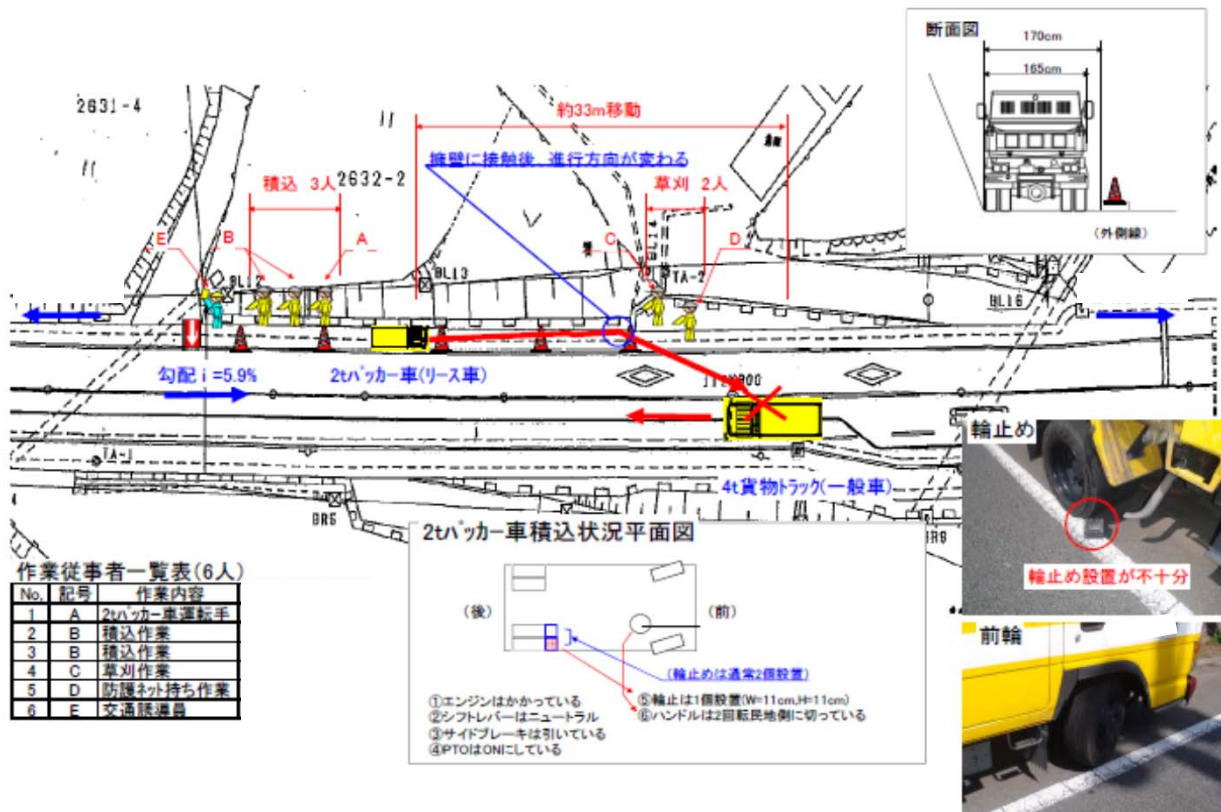 断面図
170cm
165cm
(外側線)
2631-4
約33m移動
擁壁に接触後、進行方向が変わる
積込 3人
2632-2
草刈 2人
E
B
A
C
D
BL12
BL13
BL14
TA-2
BL16
勾配 i =5.9%
2tパッカー車(リース車)
TA-1
4t貨物トラック(一般車)
BR5
BR8
輪止め
輪止め設置が不十分
前輪
2tパッカー車積込状況平面図
(後)
(前)
(輪止めは通常2個設置)
①エンジンはかかっている
②シフトレバーはニュートラル
③サイドブレーキは引いている
④PTOはONにしている
⑤輪止は1個設置(W=11cm,H=11cm)
⑥ハンドルは2回転民地側に切っている
作業従事者一覧表(6人)
No. 記号 作業内容
1 A 2tパッカー車運転手
2 B 積込作業
3 B 積込作業
4 C 草刈作業
5 D 防護ネット持ち作業
6 E 交通誘導員